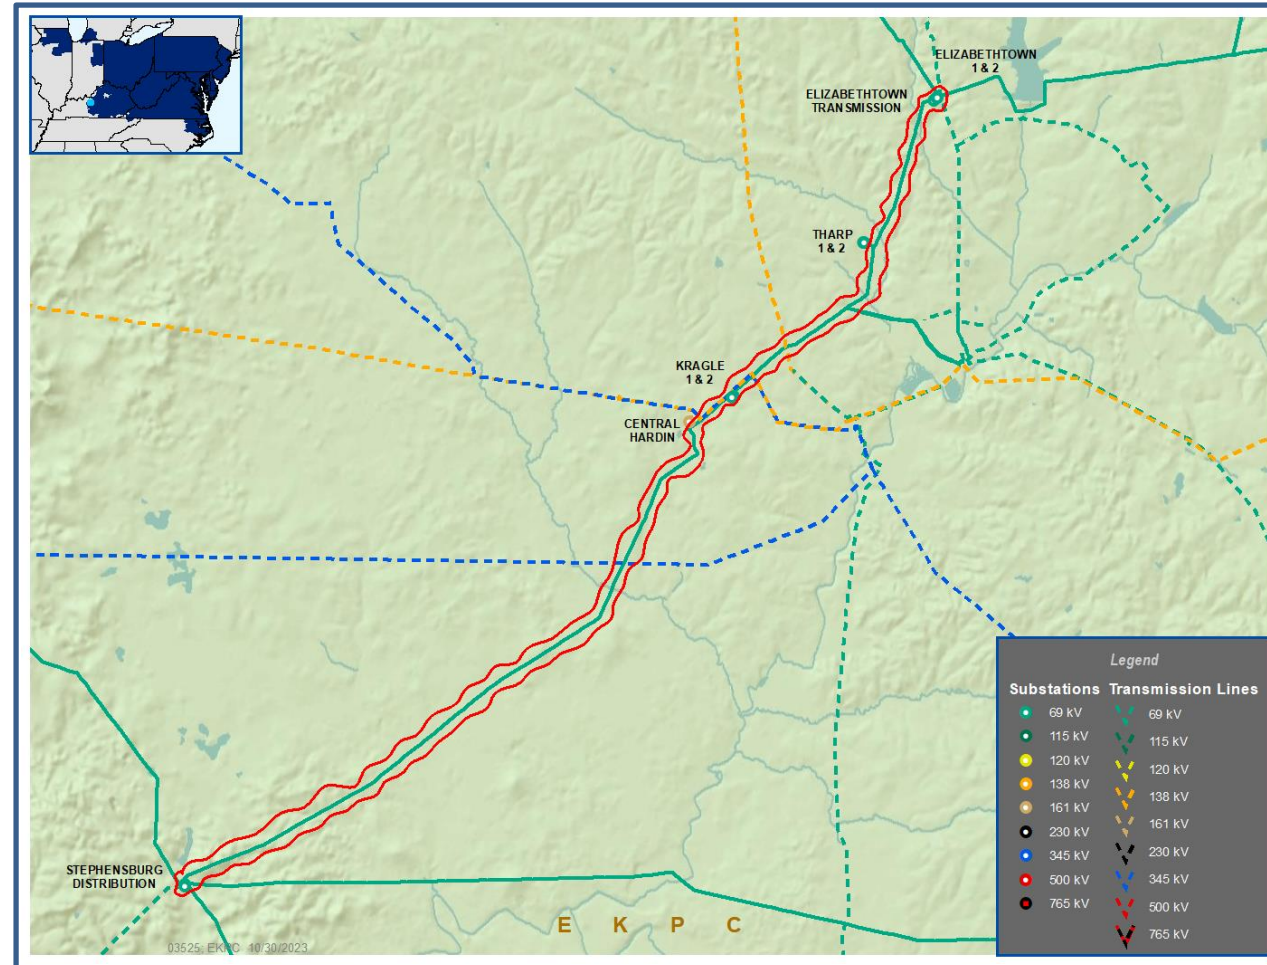 ELIZABETHTOWN
1 & 2
ELIZABETHTOWN
TRANSMISSION
THARP
1 & 2
KRAGLE
1 & 2
CENTRAL
HARDIN
STEPHENSBURG
DISTRIBUTION
E K P C
03525, EKPC 10/30/2023
Legend
Substations Transmission Lines
69 kV 69 kV
115 kV 115 kV
120 kV 120 kV
138 kV 138 kV
161 kV 161 kV
230 kV 230 kV
345 kV 345 kV
500 kV 500 kV
765 kV 765 kV